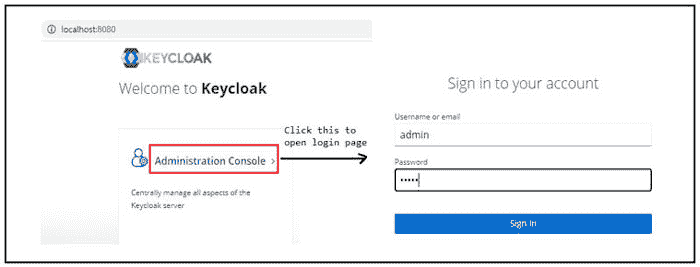 localhost:8080
KEYCLOAK
Welcome to Keycloak
Administration Console >
Centrally manage all aspects of the
Keycloak server
Click this to
open login page
Sign in to your account
Username or email
admin
Password
•••••
Sign In